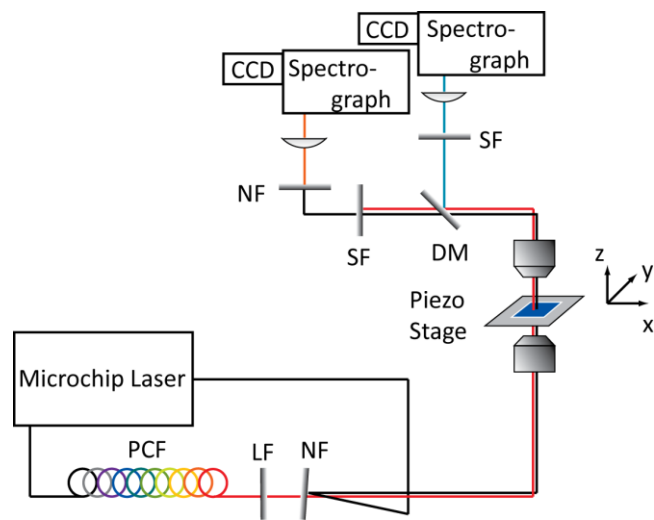 CCD
Spectro-
graph
CCD
Spectro-
graph
SF
NF
SF
DM
z
y
x
Piezo
Stage
Microchip Laser
PCF
LF
NF